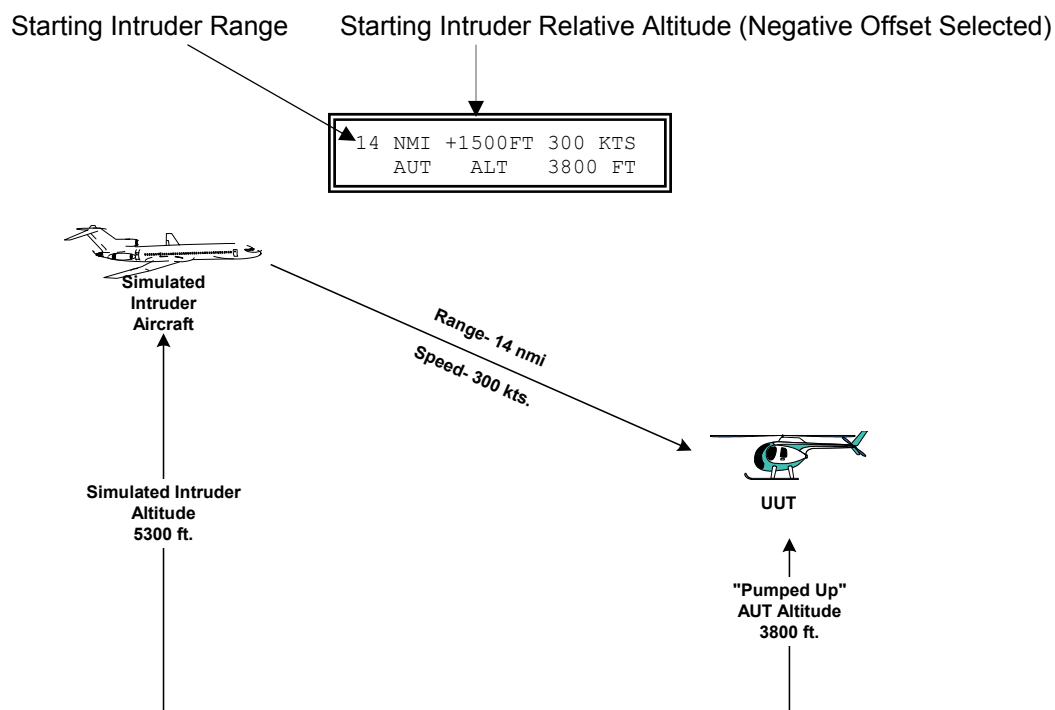 Starting Intruder Range
Starting Intruder Relative Altitude (Negative Offset Selected)
14 NMI +1500FT 300 KTS
AUT ALT 3800 FT
Simulated
Intruder
Aircraft
Range- 14 nmi
Speed- 300 kts.
UUT
Simulated Intruder
Altitude
5300 ft.
"Pumped Up"
AUT Altitude
3800 ft.